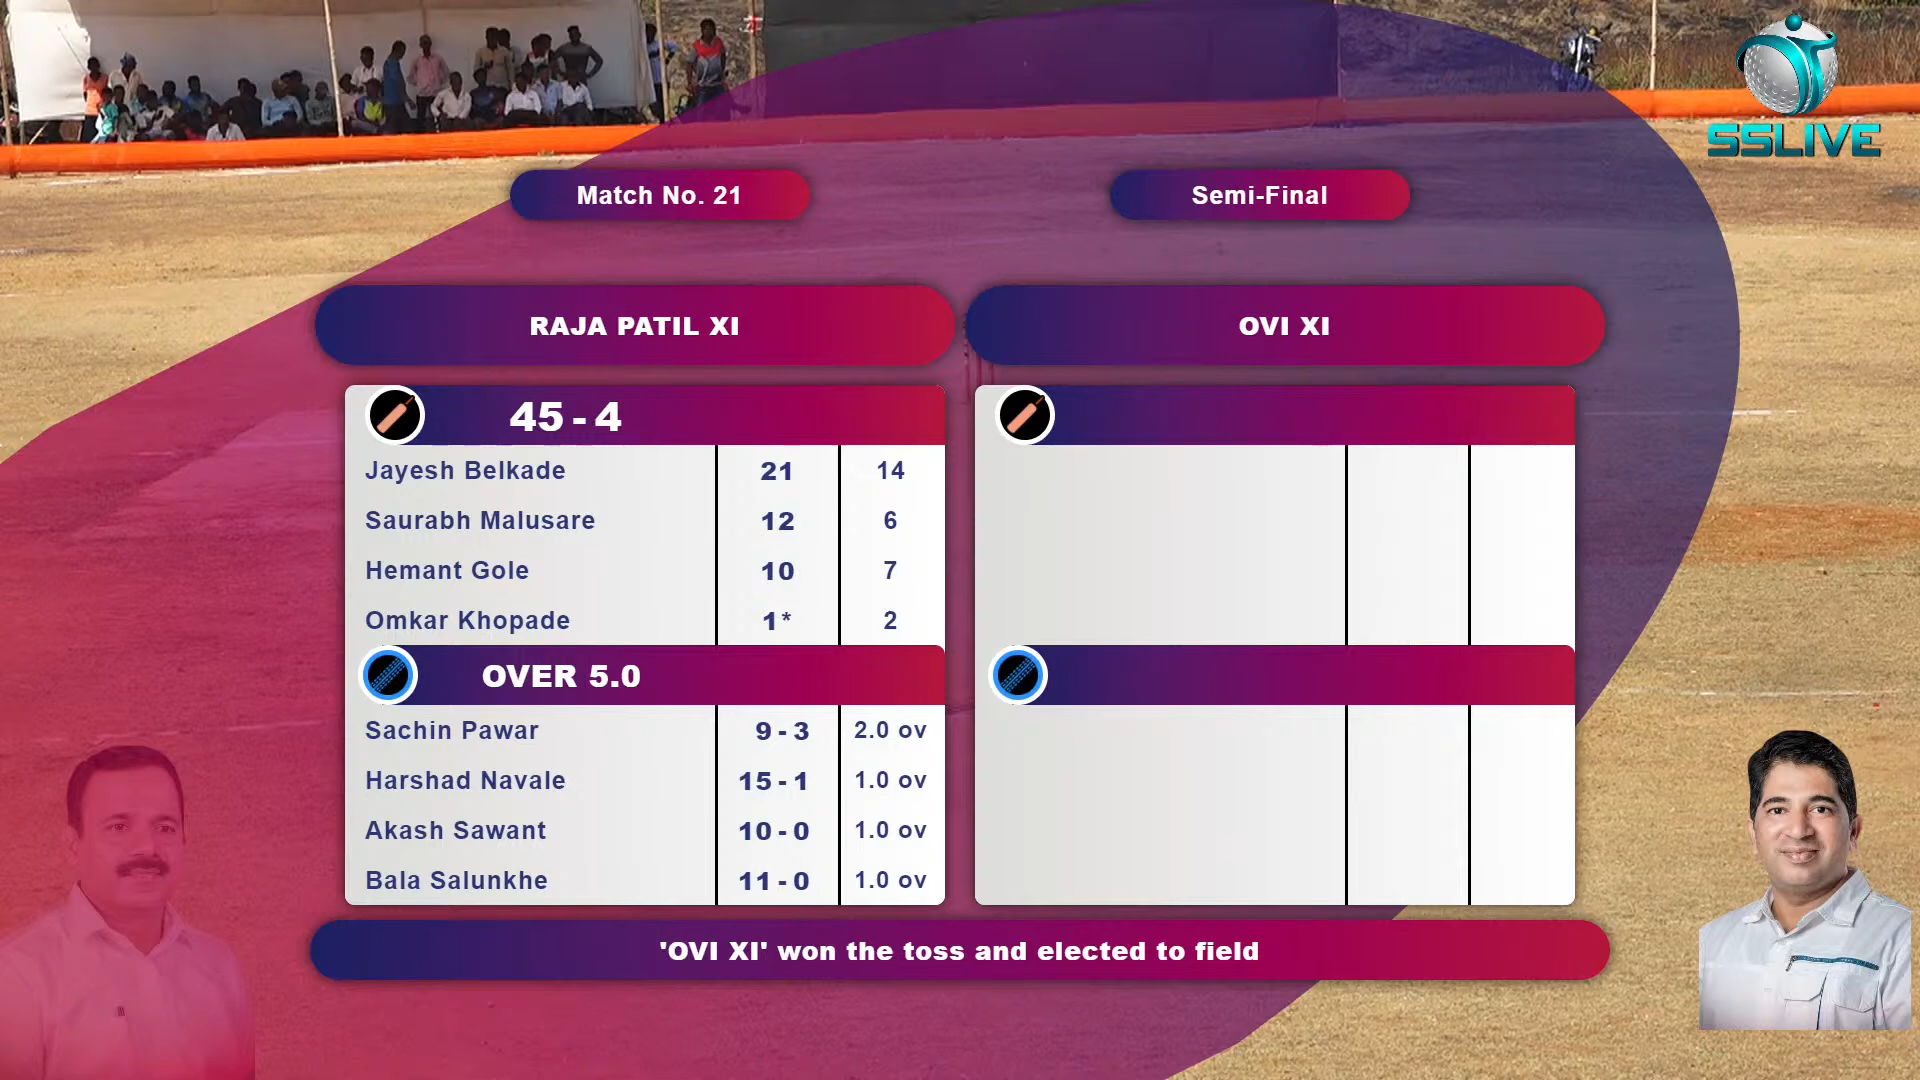 SSLIVE
Match No. 21
Semi-Final
RAJA PATIL XI
OVI XI
45 - 4
Jayesh Belkade 21 14
Saurabh Malusare 12 6
Hemant Gole 10 7
Omkar Khopade 1* 2
OVER 5.0
Sachin Pawar 9 - 3 2.0 ov
Harshad Navale 15 - 1 1.0 ov
Akash Sawant 10 - 0 1.0 ov
Bala Salunkhe 11 - 0 1.0 ov
'OVI XI' won the toss and elected to field